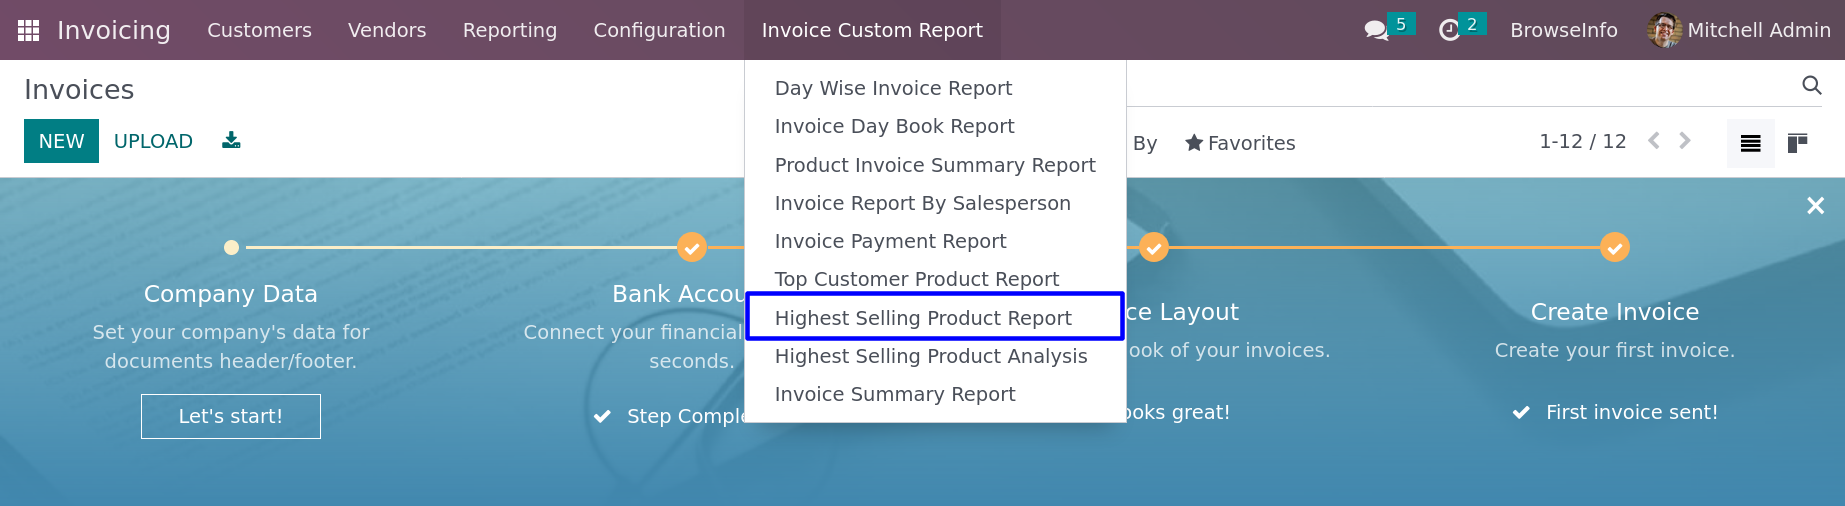 Invoicing Customers Vendors Reporting Configuration Invoice Custom Report 5 2 BrowseInfo Mitchell Admin
Invoices
NEW UPLOAD
By Favorites 1-12 / 12
Day Wise Invoice Report
Invoice Day Book Report
Product Invoice Summary Report
Invoice Report By Salesperson
Invoice Payment Report
Top Customer Product Report
Highest Selling Product Report
Highest Selling Product Analysis
Invoice Summary Report
Company Data
Set your company's data for
documents header/footer.
Let's start!
Bank Accou
Connect your financial
seconds.
Step Comple
ce Layout
ook of your invoices.
ooks great!
Create Invoice
Create your first invoice.
First invoice sent!